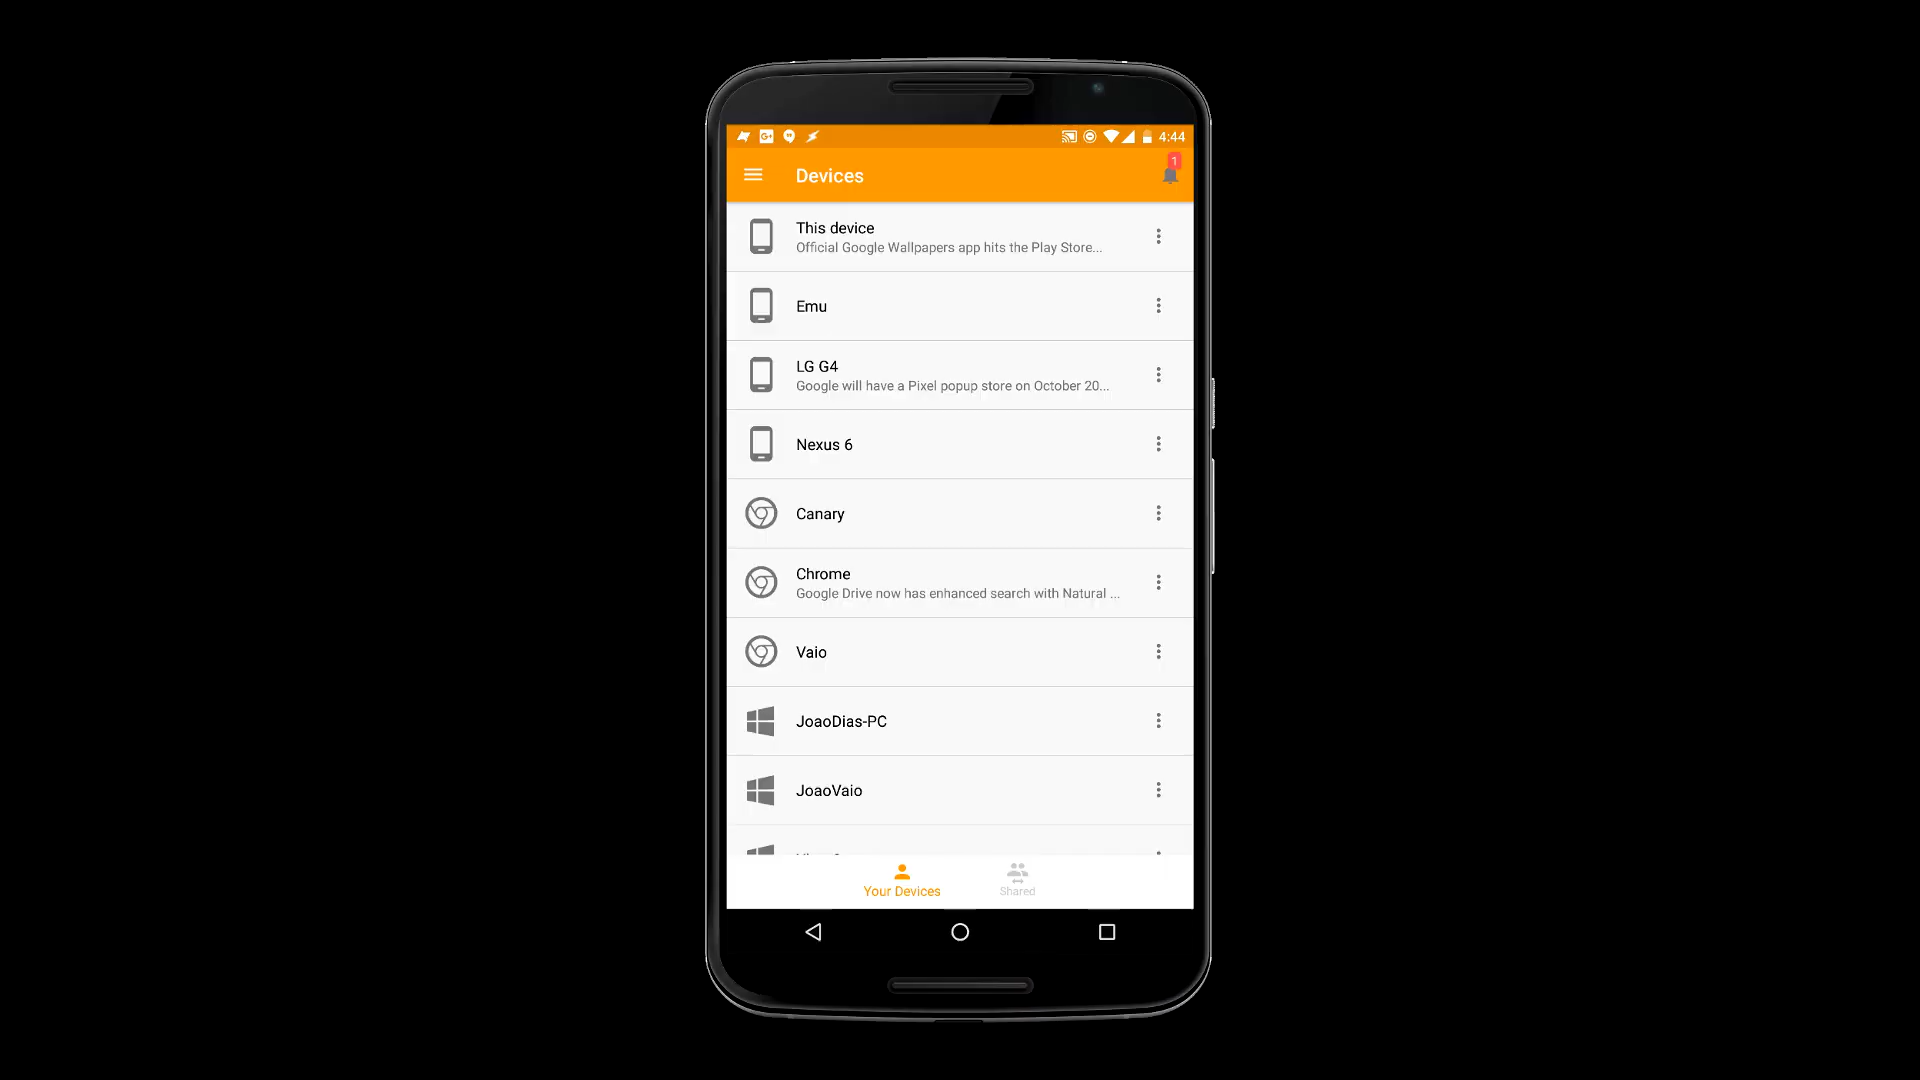 4:44
Devices
1
This device
Official Google Wallpapers app hits the Play Store...
Emu
LG G4
Google will have a Pixel popup store on October 20...
Nexus 6
Canary
Chrome
Google Drive now has enhanced search with Natural ...
Vaio
JoaoDias-PC
JoaoVaio
Your Devices
Shared